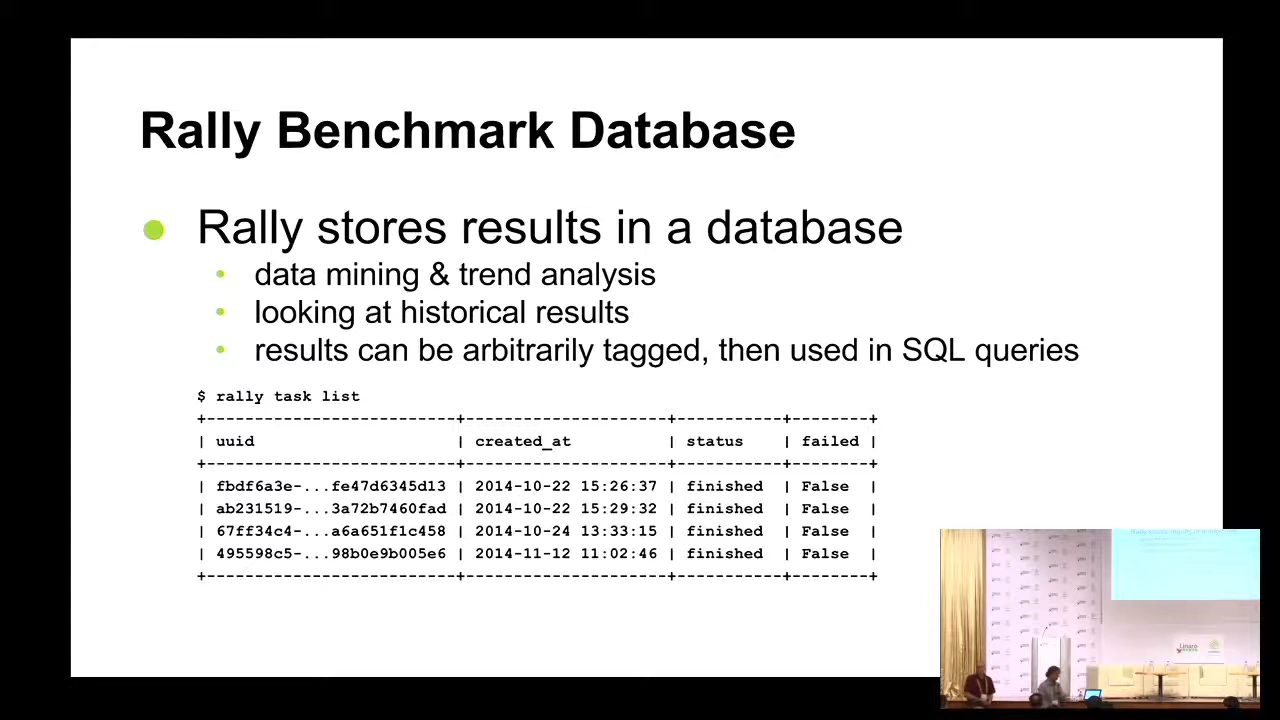 Rally Benchmark Database
Rally stores results in a database
data mining & trend analysis
looking at historical results
results can be arbitrarily tagged, then used in SQL queries
$ rally task list
+--------------------------+----------------------+-----------+--------+
| uuid | created_at | status | failed |
+--------------------------+----------------------+-----------+--------+
| fbdf6a3e-...fe47d6345d13 | 2014-10-22 15:26:37 | finished | False |
| ab231519-...3a72b7460fad | 2014-10-22 15:29:32 | finished | False |
| 67ff34c4-...a6a651f1c458 | 2014-10-24 13:33:15 | finished | False |
| 495598c5-...98b0e9b005e6 | 2014-11-12 11:02:46 | finished | False |
+--------------------------+----------------------+-----------+--------+
Linaro